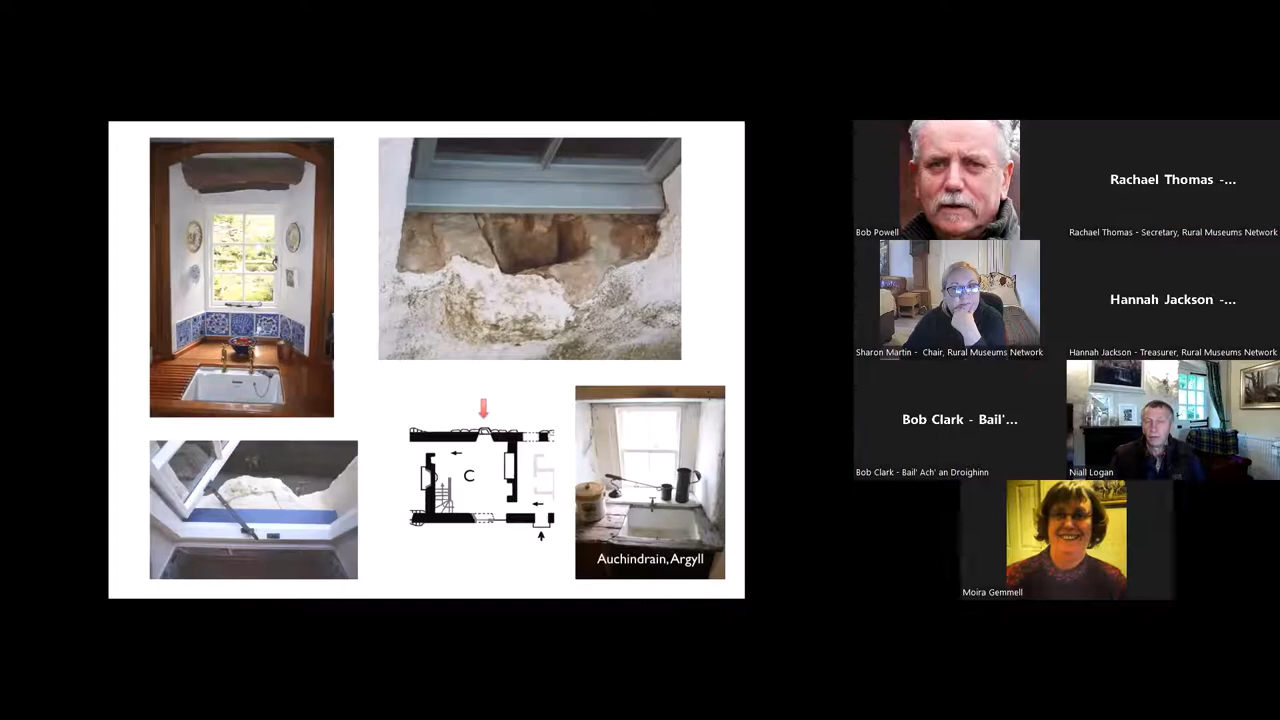 C
Auchindrain, Argyll
Bob Powell
Rachael Thomas -...
Rachael Thomas - Secretary, Rural Museums Network
Sharon Martin - Chair, Rural Museums Network
Hannah Jackson -...
Hannah Jackson - Treasurer, Rural Museums Network
Bob Clark - Bail'...
Bob Clark - Bail' Ach' an Droighinn
Niall Logan
Moira Gemmell